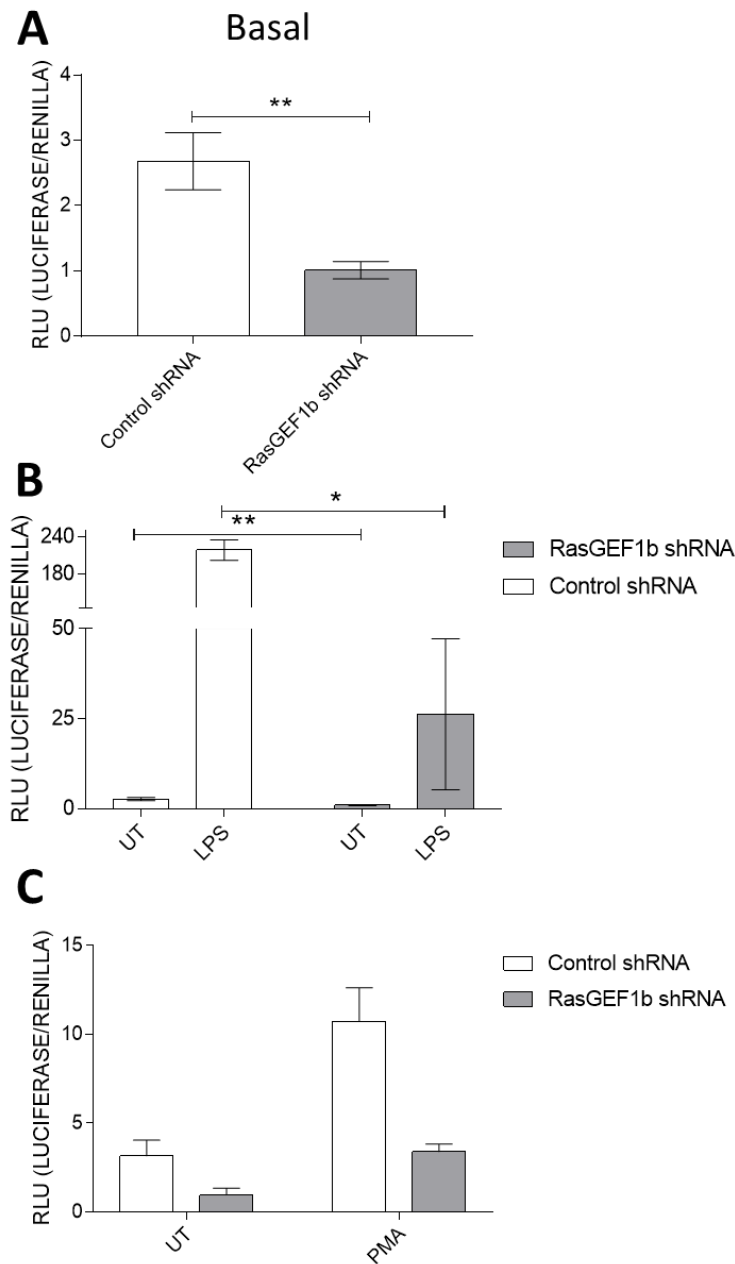 A
Basal
RLU (LUCIFERASE/RENILLA)
4
3
2
1
0
**
Control shRNA
RasGEF1b shRNA
B
RLU (LUCIFERASE/RENILLA)
240
180
50
25
0
*
**
UT
LPS
UT
LPS
RasGEF1b shRNA
Control shRNA
C
RLU (LUCIFERASE/RENILLA)
15
10
5
0
UT
PMA
Control shRNA
RasGEF1b shRNA